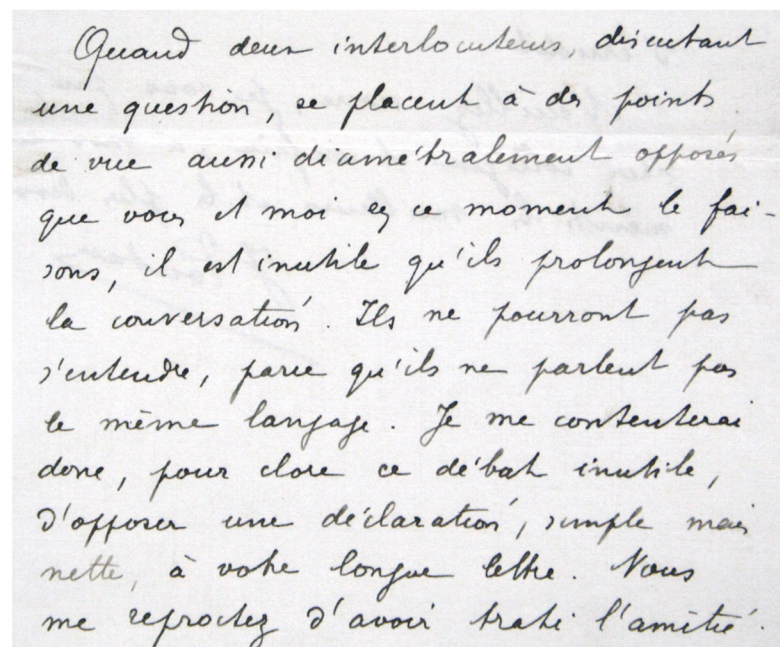 Quand deux interlocuteurs, discutant
une question, se placent à des points
de vue aussi diamétralement opposés
que vous et moi en ce moment le fai-
sons, il est inutile qu'ils prolongent
la conversation. Ils ne pourront pas
s'entendre, parce qu'ils ne parlent pas
le même langage. Je me contenterai
donc, pour clore ce débat inutile,
d'opposer une déclaration, simple mais
nette, à votre longue lettre. Vous
me reprochez d'avoir trahi l'amitié.